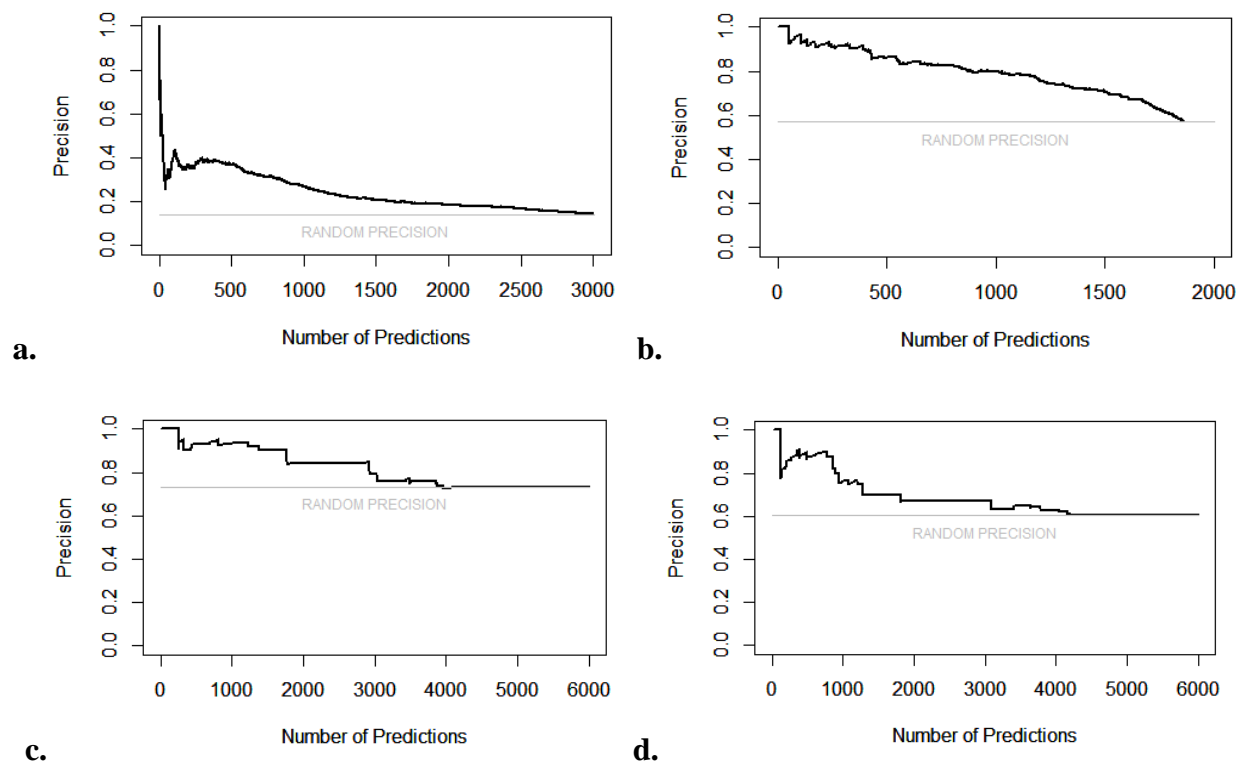 1.0
0.8
0.6
0.4
0.2
0.0
Precision
RANDOM PRECISION
0 500 1000 1500 2000 2500 3000
Number of Predictions
a.
1.0
0.8
0.6
0.4
0.2
0.0
Precision
RANDOM PRECISION
0 500 1000 1500 2000
Number of Predictions
b.
1.0
0.8
0.6
0.4
0.2
0.0
Precision
RANDOM PRECISION
0 1000 2000 3000 4000 5000 6000
Number of Predictions
c.
1.0
0.8
0.6
0.4
0.2
0.0
Precision
RANDOM PRECISION
0 1000 2000 3000 4000 5000 6000
Number of Predictions
d.